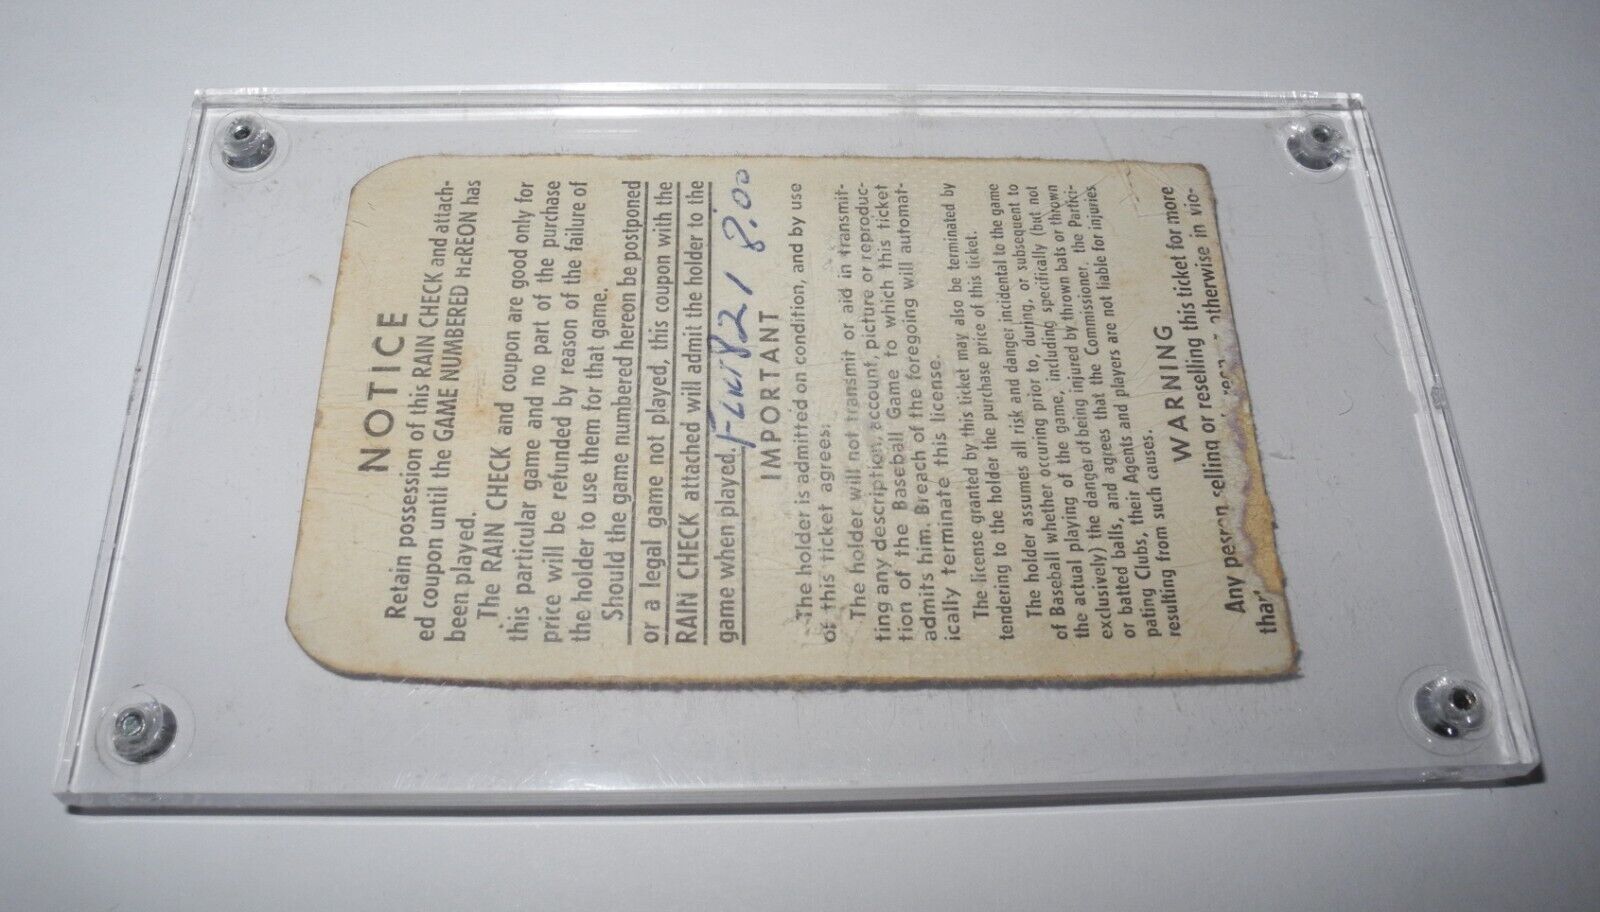 NOTICE
Retain possession of this RAIN CHECK and attach-
ed coupon until the GAME NUMBERED HEREON has
been played.
The RAIN CHECK and coupon are good only for
this particular game and no part of the purchase
price will be refunded by reason of the failure of
the holder to use them for that game.
Should the game numbered hereon be postponed
or a legal game not played, this coupon with the
RAIN CHECK attached will admit the holder to the
game when played. 821 8:00
IMPORTANT
The holder is admitted on condition, and by use
of this ticket agrees:
The holder will not transmit or aid in transmit-
ting any description, account, picture or reproduc-
tion of the Baseball Game to which this ticket
admits him. Breach of the foregoing will automat-
ically terminate this license.
The license granted by this ticket may also be terminated by
tendering to the holder the purchase price of this ticket.
The holder assumes all risk and danger incidental to the game
of Baseball whether occuring prior to, during, or subsequent to
the actual playing of the game, including specifically (but not
exclusively) the danger of being injured by thrown bats or thrown
or batted balls, and agrees that the Commissioner, the Partici-
pating Clubs, their Agents and players are not liable for injuries
resulting from such causes.
WARNING
Any person selling or reselling this ticket for more
than otherwise in vio-